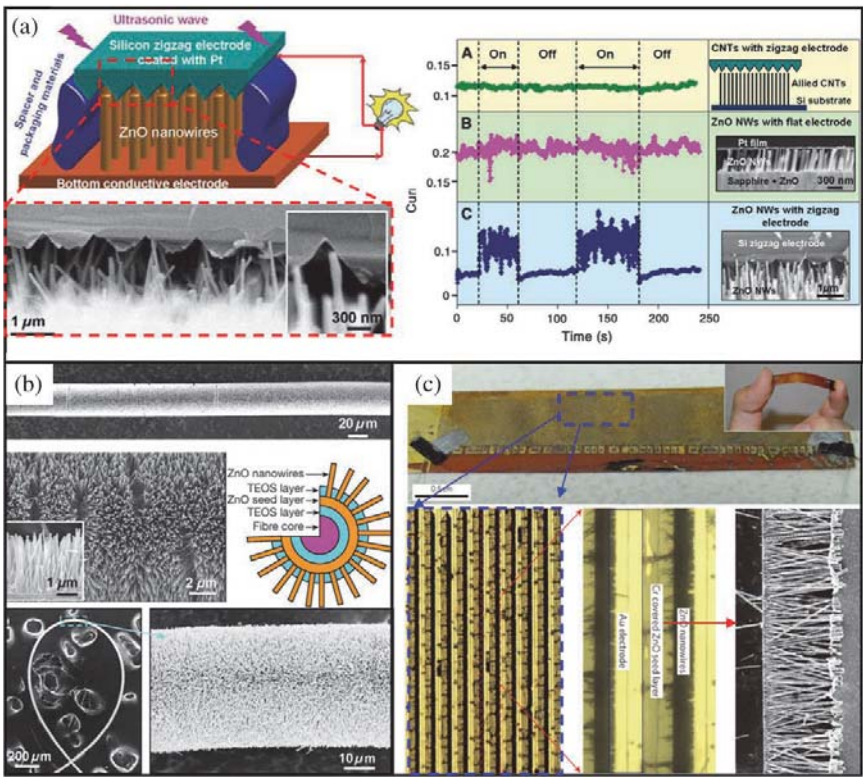 (a)
Ultrasonic wave
Silicon zigzag electrode
coated with Pt
Spacer and
packaging materials
ZnO nanowires
Bottom conductive electrode
1 µm
300 nm
A
On
Off
On
Off
0.15
0.1
CNTs with zigzag electrode
Allied CNTs
Si substrate
B
0.2
0.15
ZnO NWs with flat electrode
Pt film
ZnO NWs
Sapphire + ZnO
300 nm
C
0.1
0
ZnO NWs with zigzag
electrode
Si zigzag electrode
ZnO NWs
1µm
0
50
100
150
200
250
Time (s)
(b)
20 µm
ZnO nanowires
TEOS layer
ZnO seed layer
TEOS layer
Fibre core
1 µm
2 µm
200 µm
10 µm
(c)
0.5cm
Au electrode
Cr covered ZnO seed
layer
ZnO nanowires